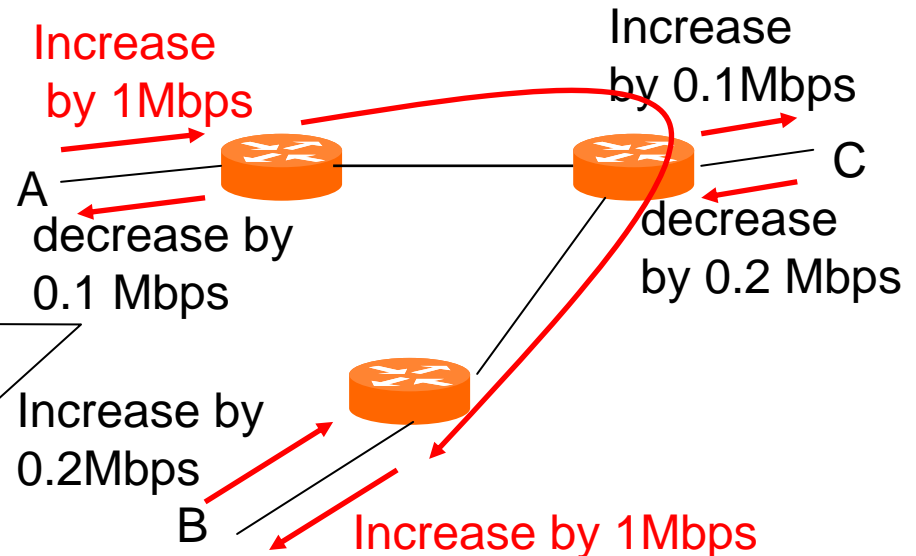 Increase
by 1Mbps
Increase
by 0.1Mbps
A
C
decrease by
0.1 Mbps
decrease
by 0.2 Mbps
Increase by
0.2Mbps
B
Increase by 1Mbps